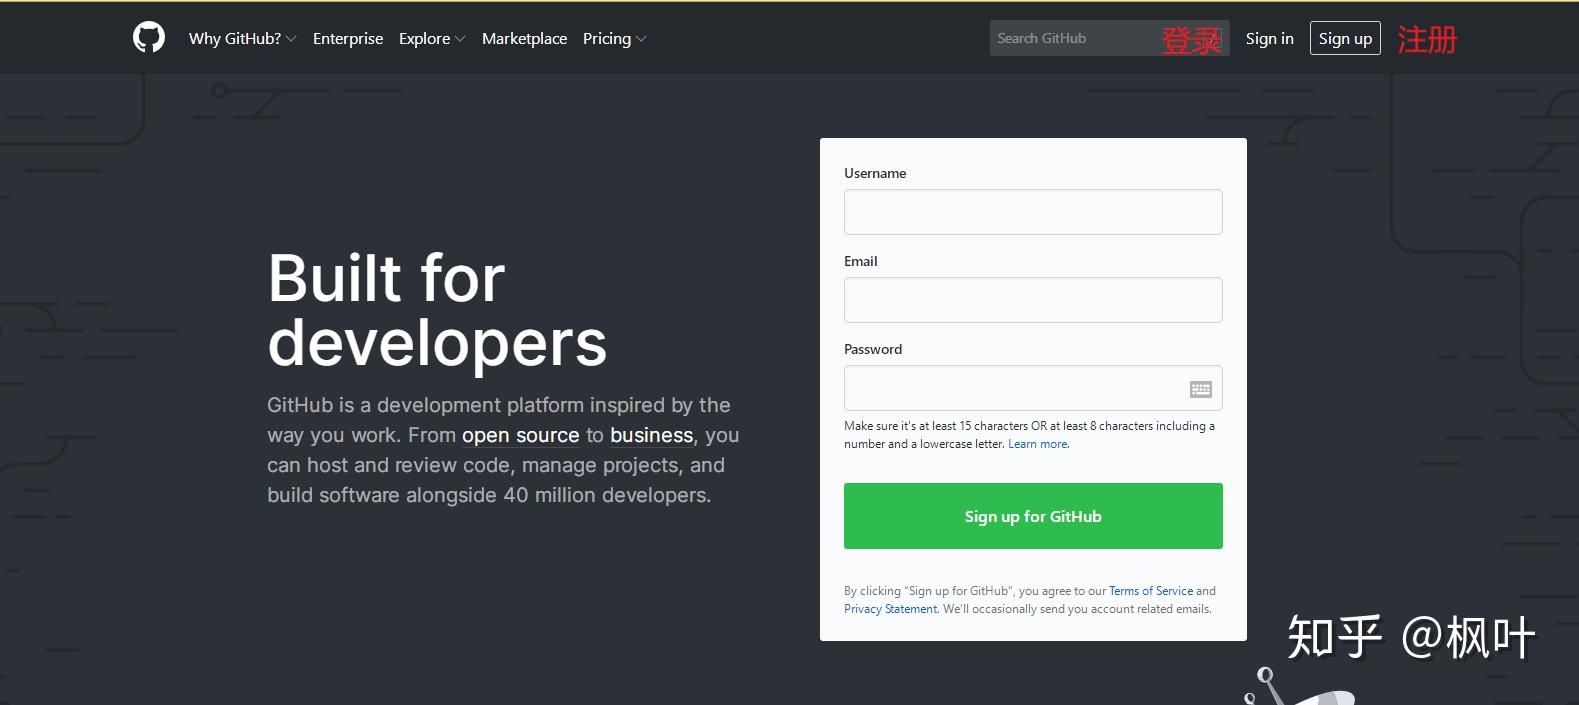 Why GitHub? Enterprise Explore Marketplace Pricing Search GitHub 登录 Sign in Sign up 注册
Username
Email
Built for
developers
Password
GitHub is a development platform inspired by the
way you work. From open source to business, you
can host and review code, manage projects, and
build software alongside 40 million developers.
Make sure it's at least 15 characters OR at least 8 characters including a
number and a lowercase letter. Learn more.
Sign up for GitHub
By clicking “Sign up for GitHub”, you agree to our Terms of Service and
Privacy Statement. We’ll occasionally send you account related emails.
知乎 @枫叶